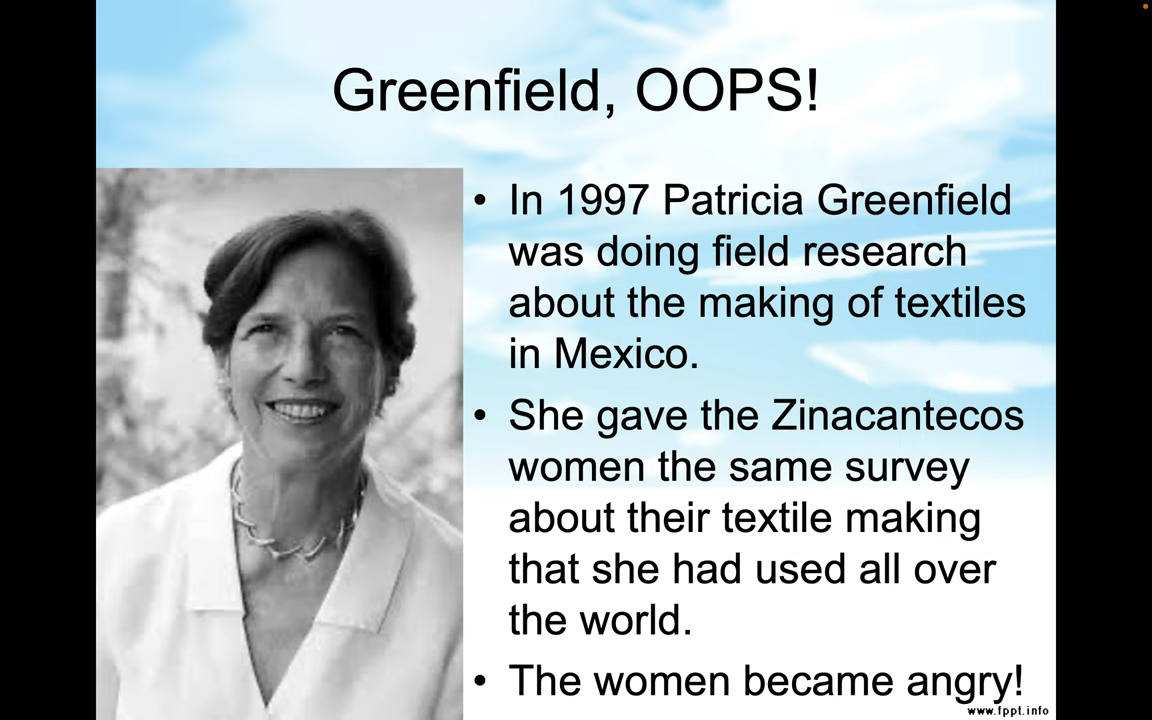 Greenfield, OOPS!
• In 1997 Patricia Greenfield
was doing field research
about the making of textiles
in Mexico.
• She gave the Zinacantecos
women the same survey
about their textile making
that she had used all over
the world.
• The women became angry!
www.fppt.info